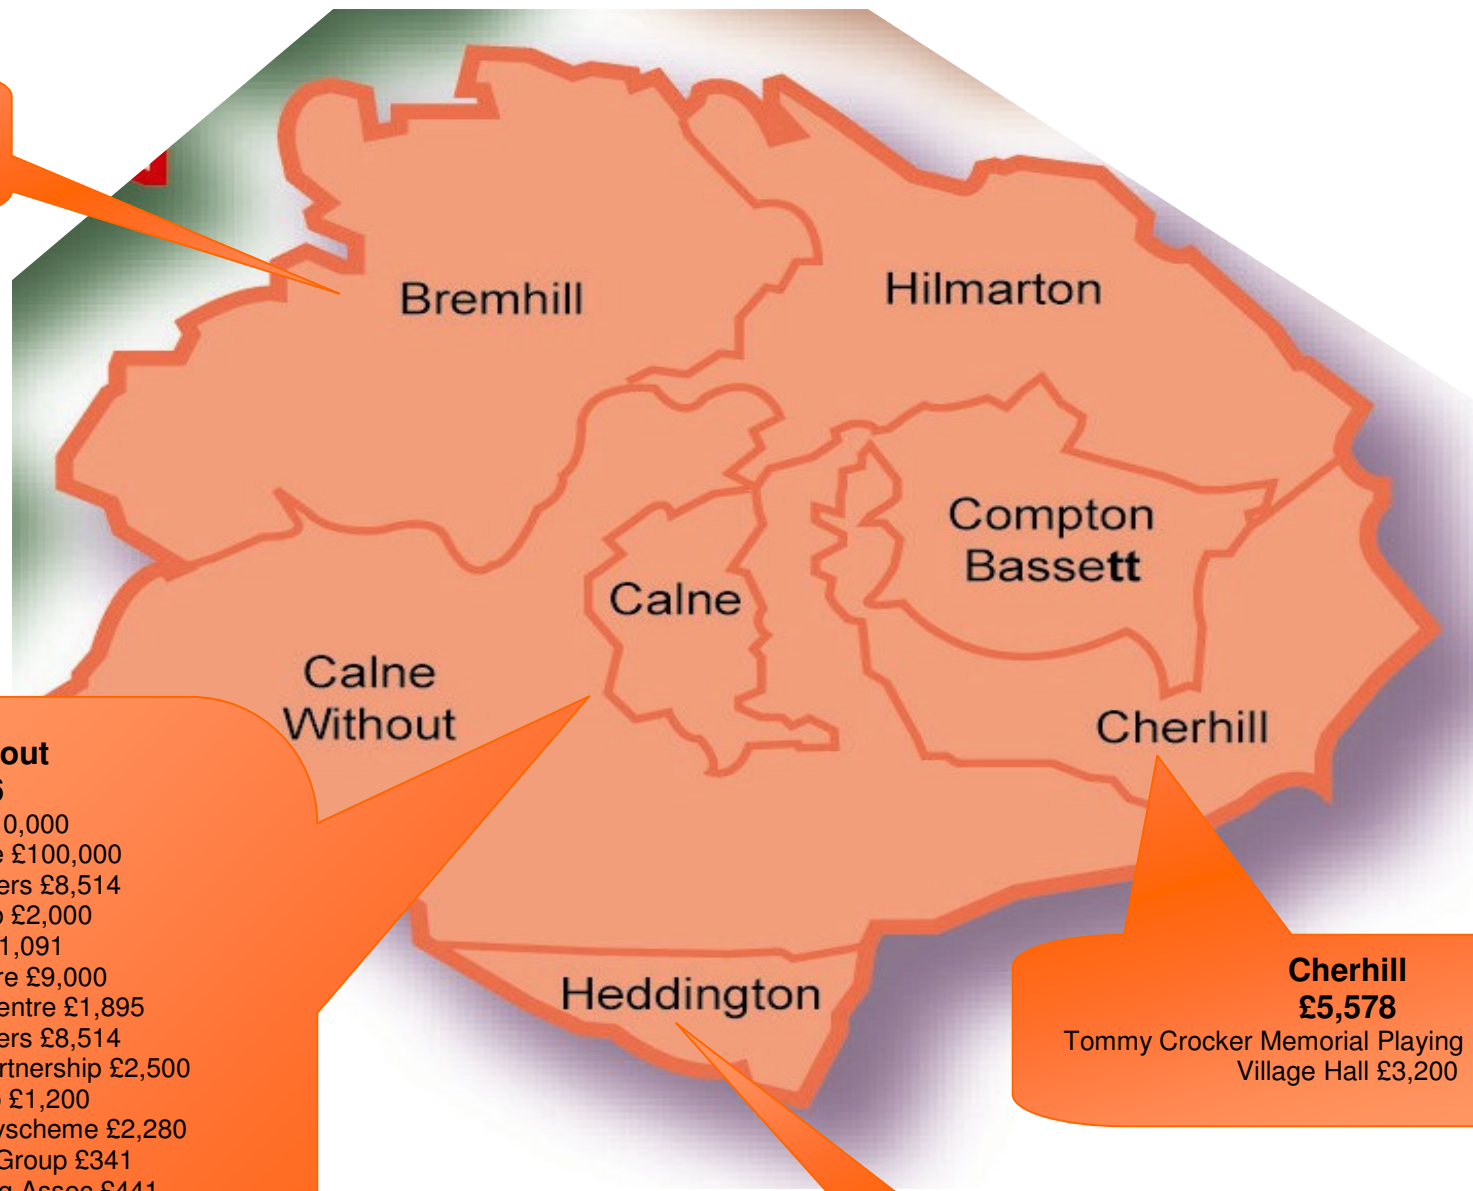 Bremhill
Hilmarton
Compton
Bassett
Calne
Calne
Without
Cherhill
Heddington
out
0,000
£100,000
ers £8,514
£2,000
1,091
re £9,000
entre £1,895
ers £8,514
rtnership £2,500
£1,200
yscheme £2,280
Group £341
Assoc £441
Cherhill
£5,578
Tommy Crocker Memorial Playing
Village Hall £3,200